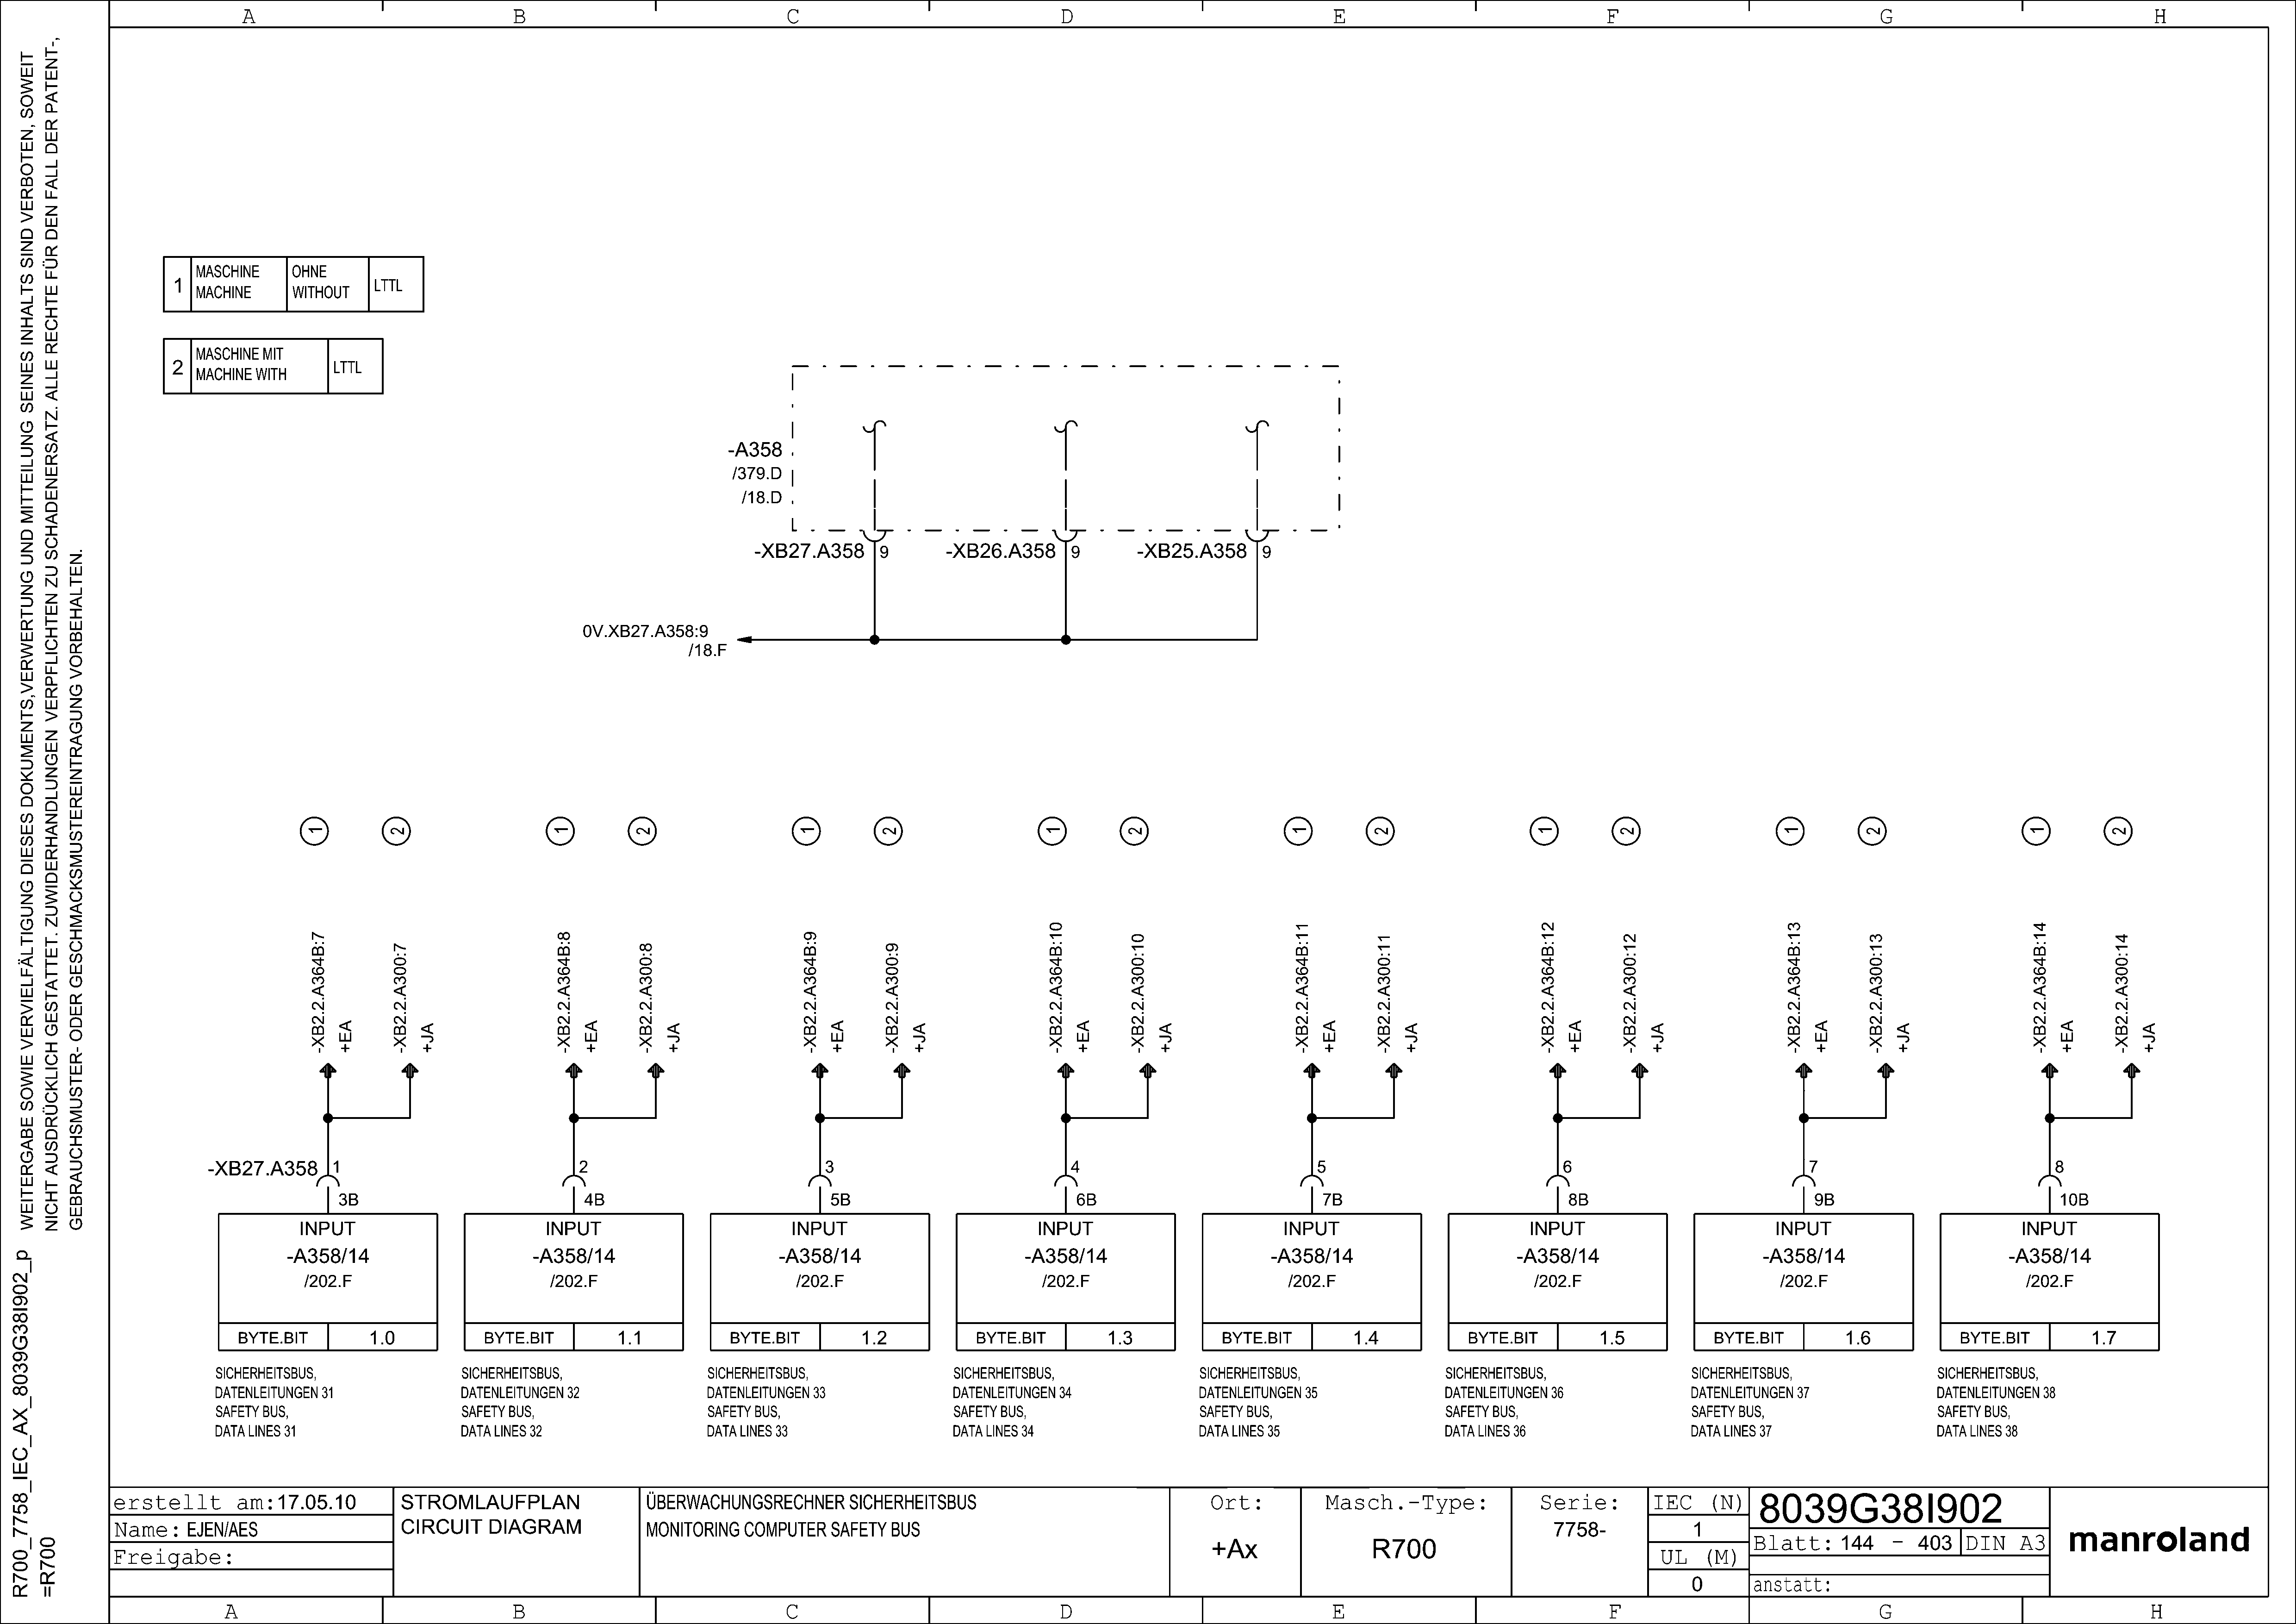 A B C D E F G H
WEITERGABE SOWIE VERVIELFÄLTIGUNG DIESES DOKUMENTS,VERWERTUNG UND MITTEILUNG SEINES INHALTS SIND VERBOTEN, SOWEIT
NICHT AUSDRÜCKLICH GESTATTET. ZUWIDERHANDLUNGEN VERPFLICHTEN ZU SCHADENERSATZ. ALLE RECHTE FÜR DEN FALL DER PATENT-,
GEBRAUCHSMUSTER- ODER GESCHMACKSMUSTEREINTRAGUNG VORBEHALTEN.
R700_7758_IEC_AX_8039G38I902_p
=R700
1 MASCHINE OHNE LTTL
MACHINE WITHOUT
2 MASCHINE MIT LTTL
MACHINE WITH
-A358
/379.D
/18.D
-XB27.A358 9 -XB26.A358 9 -XB25.A358 9
0V.XB27.A358:9
/18.F
1 2 1 2 1 2 1 2 1 2 1 2 1 2 1 2
-XB2.2.A364B:7
+EA
-XB2.2.A300:7
+JA
-XB2.2.A364B:8
+EA
-XB2.2.A300:8
+JA
-XB2.2.A364B:9
+EA
-XB2.2.A300:9
+JA
-XB2.2.A364B:10
+EA
-XB2.2.A300:10
+JA
-XB2.2.A364B:11
+EA
-XB2.2.A300:11
+JA
-XB2.2.A364B:12
+EA
-XB2.2.A300:12
+JA
-XB2.2.A364B:13
+EA
-XB2.2.A300:13
+JA
-XB2.2.A364B:14
+EA
-XB2.2.A300:14
+JA
-XB27.A358 1 2 3 4 5 6 7 8
3B 4B 5B 6B 7B 8B 9B 10B
INPUT INPUT INPUT INPUT INPUT INPUT INPUT INPUT
-A358/14 -A358/14 -A358/14 -A358/14 -A358/14 -A358/14 -A358/14 -A358/14
/202.F /202.F /202.F /202.F /202.F /202.F /202.F /202.F
BYTE.BIT 1.0 BYTE.BIT 1.1 BYTE.BIT 1.2 BYTE.BIT 1.3 BYTE.BIT 1.4 BYTE.BIT 1.5 BYTE.BIT 1.6 BYTE.BIT 1.7
SICHERHEITSBUS, SICHERHEITSBUS, SICHERHEITSBUS, SICHERHEITSBUS, SICHERHEITSBUS, SICHERHEITSBUS, SICHERHEITSBUS, SICHERHEITSBUS,
DATENLEITUNGEN 31 DATENLEITUNGEN 32 DATENLEITUNGEN 33 DATENLEITUNGEN 34 DATENLEITUNGEN 35 DATENLEITUNGEN 36 DATENLEITUNGEN 37 DATENLEITUNGEN 38
SAFETY BUS, SAFETY BUS, SAFETY BUS, SAFETY BUS, SAFETY BUS, SAFETY BUS, SAFETY BUS, SAFETY BUS,
DATA LINES 31 DATA LINES 32 DATA LINES 33 DATA LINES 34 DATA LINES 35 DATA LINES 36 DATA LINES 37 DATA LINES 38
erstellt am:17.05.10
Name: EJEN/AES
Freigabe:
STROMLAUFPLAN
CIRCUIT DIAGRAM
ÜBERWACHUNGSRECHNER SICHERHEITSBUS
MONITORING COMPUTER SAFETY BUS
Ort:
+Ax
Masch.-Type:
R700
Serie:
7758-
IEC (N)
1
UL (M)
0
8039G38I902
Blatt: 144 - 403 DIN A3
anstatt:
manroland
A B C D E F G H